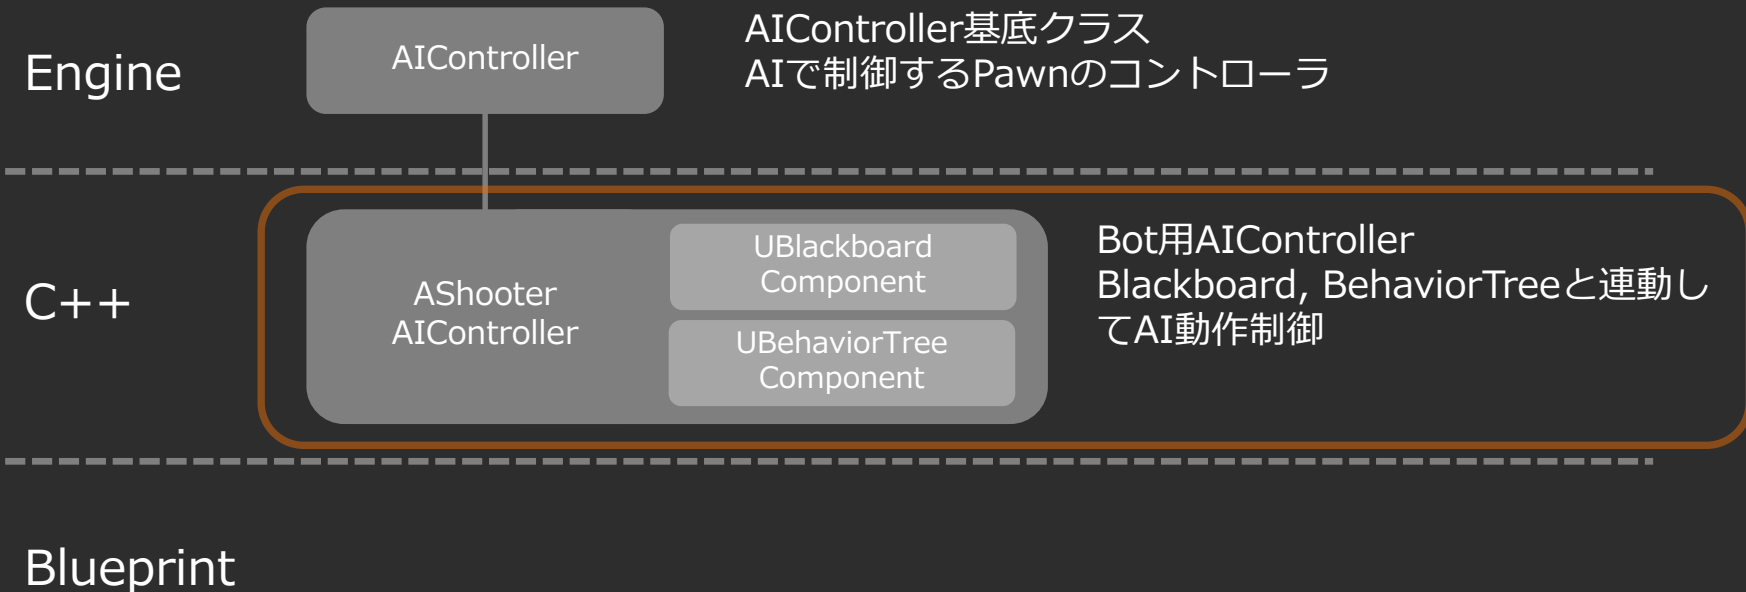 Engine
AIController
AIController基底クラス
AIで制御するPawnのコントローラ
C++
AShooter
AIController
UBlackboard
Component
UBehaviorTree
Component
Bot用AIController
Blackboard, BehaviorTreeと連動し
てAI動作制御
Blueprint